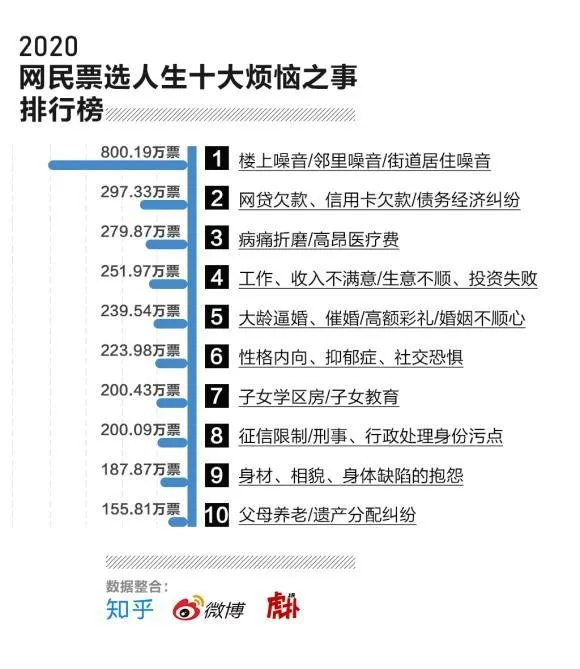 2020
网民票选人生十大烦恼之事
排行榜
800.19万票 1 楼上噪音/邻里噪音/街道居住噪音
297.33万票 2 网贷欠款、信用卡欠款/债务经济纠纷
279.87万票 3 病痛折磨/高昂医疗费
251.97万票 4 工作、收入不满意/生意不顺、投资失败
239.54万票 5 大龄逼婚、催婚/高额彩礼/婚姻不顺心
223.98万票 6 性格内向、抑郁症、社交恐惧
200.43万票 7 子女学区房/子女教育
200.09万票 8 征信限制/刑事、行政处理身份污点
187.87万票 9 身材、相貌、身体缺陷的抱怨
155.81万票 10 父母养老/遗产分配纠纷
数据整合：
知乎 微博 虎扑